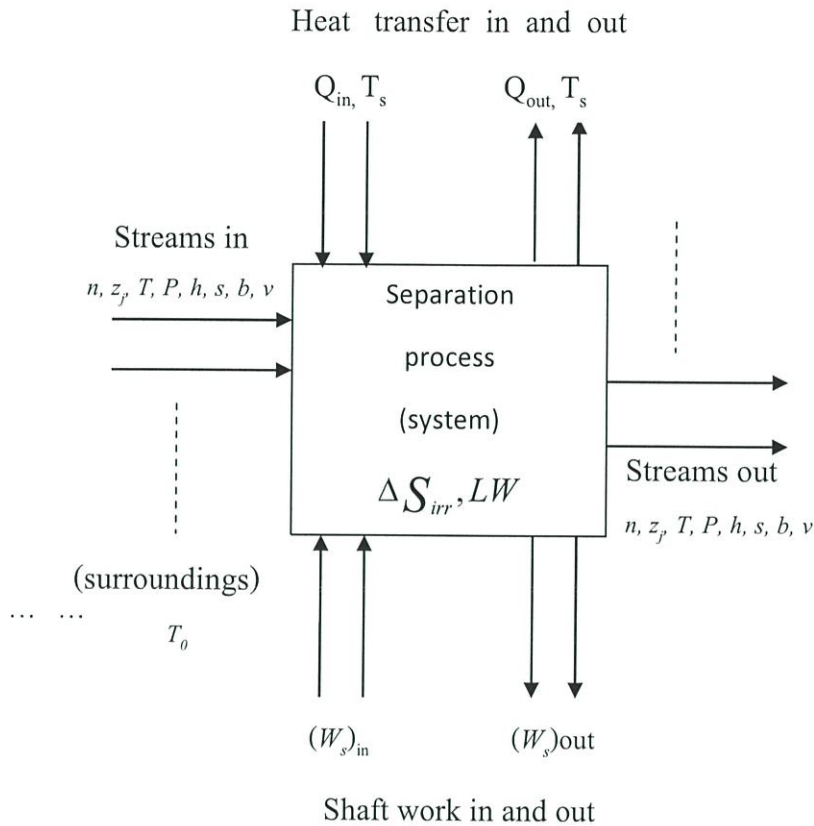 Heat transfer in and out
Q_in, T_s
Q_out, T_s
Streams in
n, z_j, T, P, h, s, b, v
Separation
process
(system)
ΔS_irr, LW
Streams out
n, z_j, T, P, h, s, b, v
(surroundings)
... ...
T_0
(W_s)_in
(W_s)out
Shaft work in and out